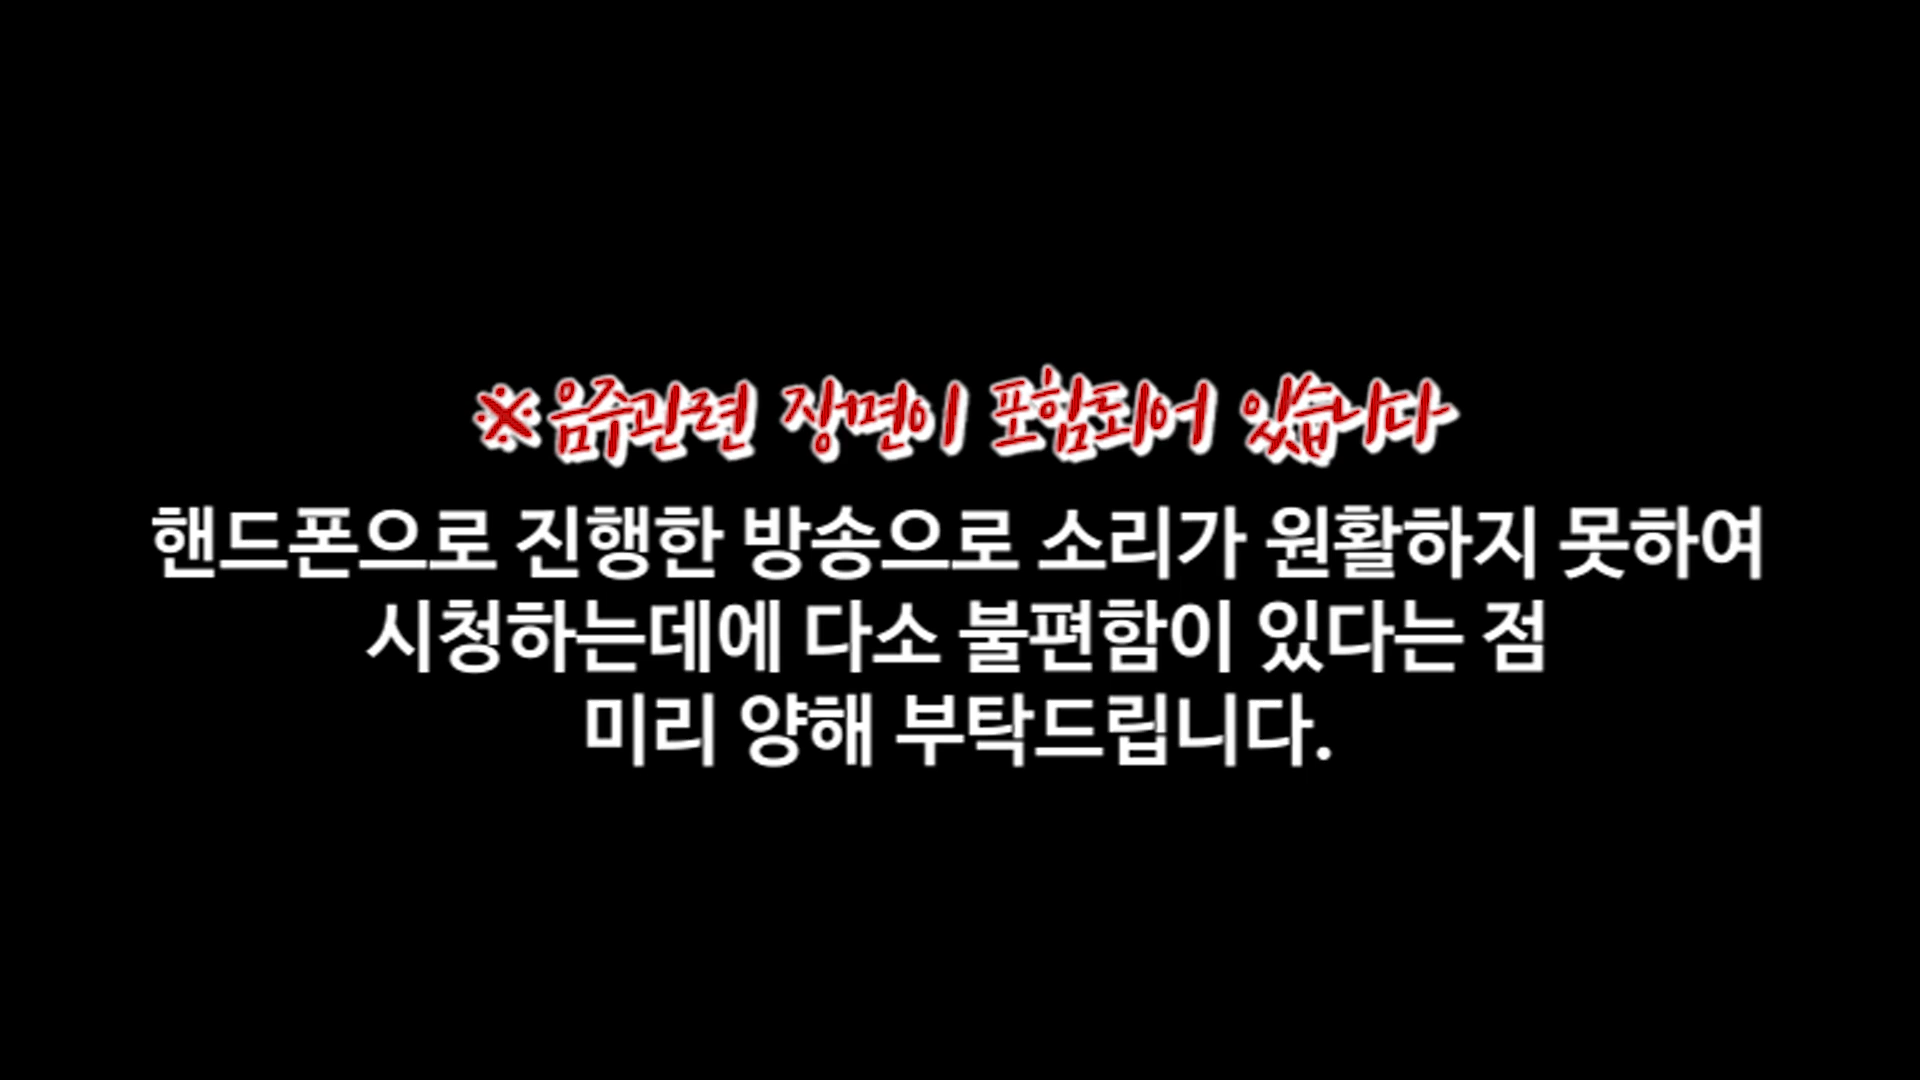 ※음주관련 장면이 포함되어 있습니다
핸드폰으로 진행한 방송으로 소리가 원활하지 못하여
시청하는데에 다소 불편함이 있다는 점
미리 양해 부탁드립니다.